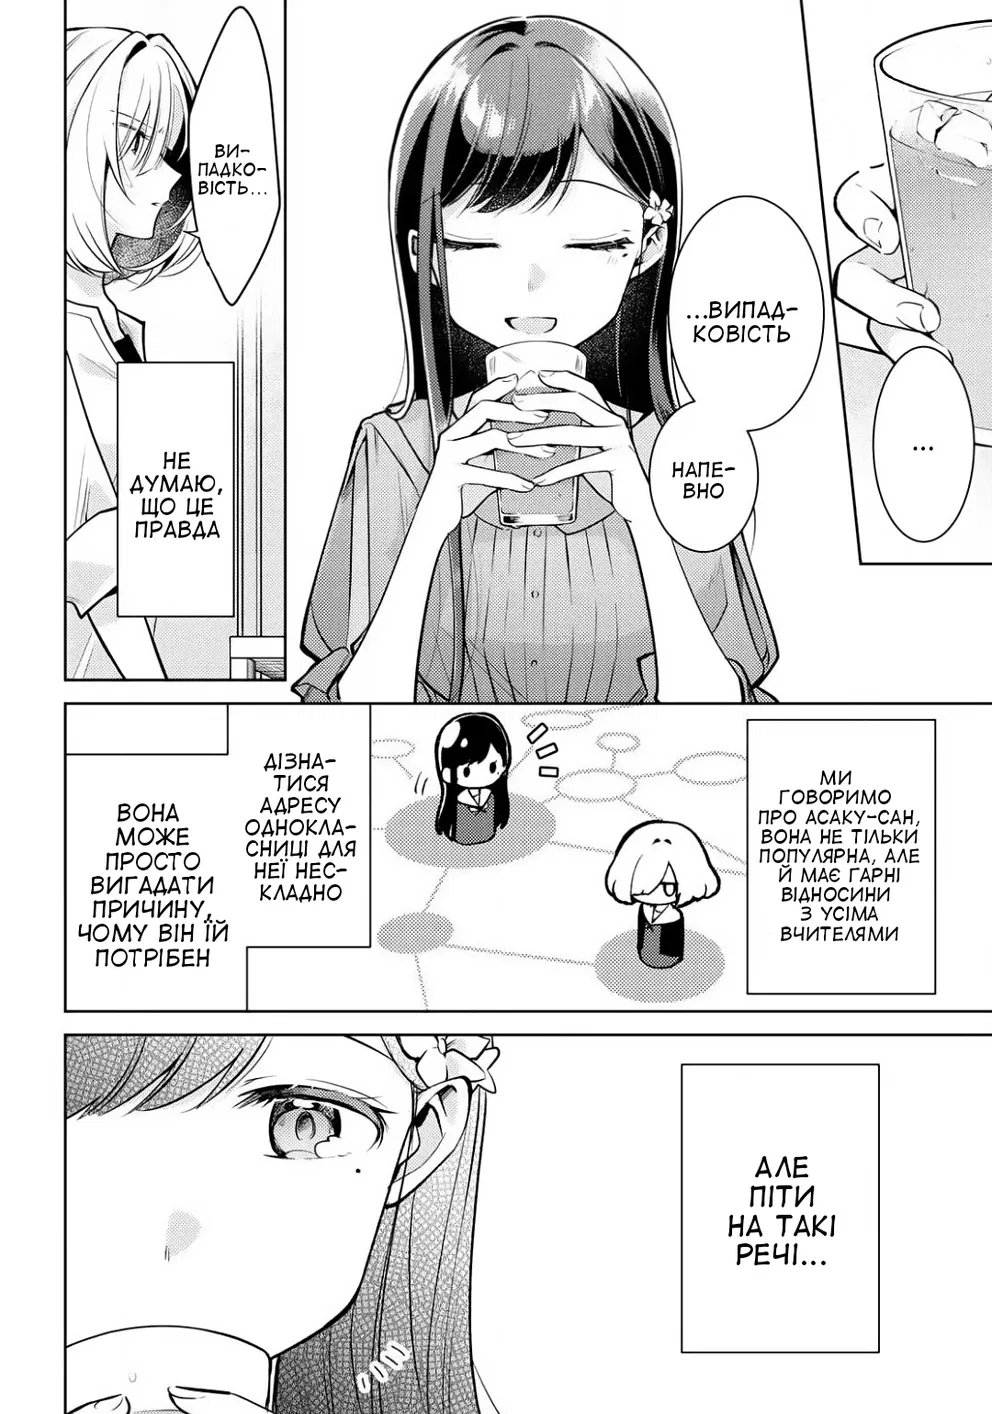 ...
...ВИПАД-
КОВІСТЬ
НАПЕ-
ВНО
ВИ-
ПАДКО-
ВІСТЬ...
НЕ
ДУМАЮ,
ЩО ЦЕ
ПРАВДА
МИ
ГОВОРИМО
ПРО АСАКУ-САН,
ВОНА НЕ ТІЛЬКИ
ПОПУЛЯРНА, АЛЕ
Й МАЄ ГАРНІ
ВІДНОСИНИ
З УСІМА
ВЧИТЕЛЯМИ
ДІЗНА-
ТИСЯ
АДРЕСУ
ОДНОКЛА-
СНИЦІ ДЛЯ
НЕЇ НЕС-
КЛАДНО
ВОНА
МОЖЕ
ПРОСТО
ВИГАДАТИ
ПРИЧИНУ,
ЧОМУ ВІН ЇЙ
ПОТРІБЕН
АЛЕ
ПІТИ
НА ТАКІ
РЕЧІ...